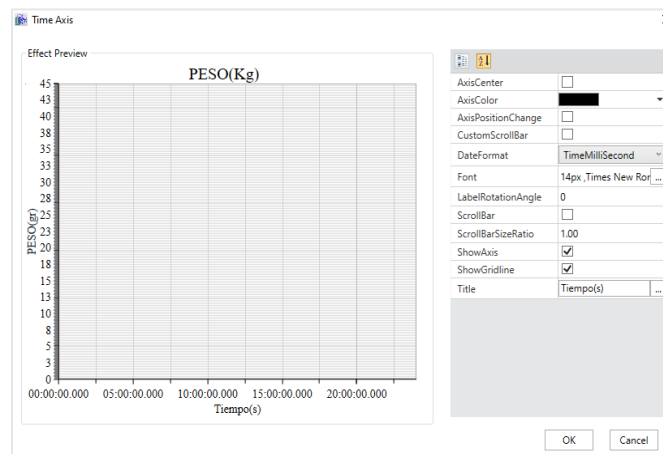 Time Axis
Effect Preview
PESO(Kg)
45
43
40
38
35
33
30
28
25
23
20
18
15
13
10
8
5
3
0
PESO(gr)
00:00:00.000 05:00:00.000 10:00:00.000 15:00:00.000 20:00:00.000
Tiempo(s)
AxisCenter
AxisColor
AxisPositionChange
CustomScrollBar
DateFormat TimeMilliSecond
Font 14px ,Times New Ror ...
LabelRotationAngle 0
ScrollBar
ScrollBarSizeRatio 1.00
ShowAxis
ShowGridline
Title Tiempo(s) ...
OK Cancel